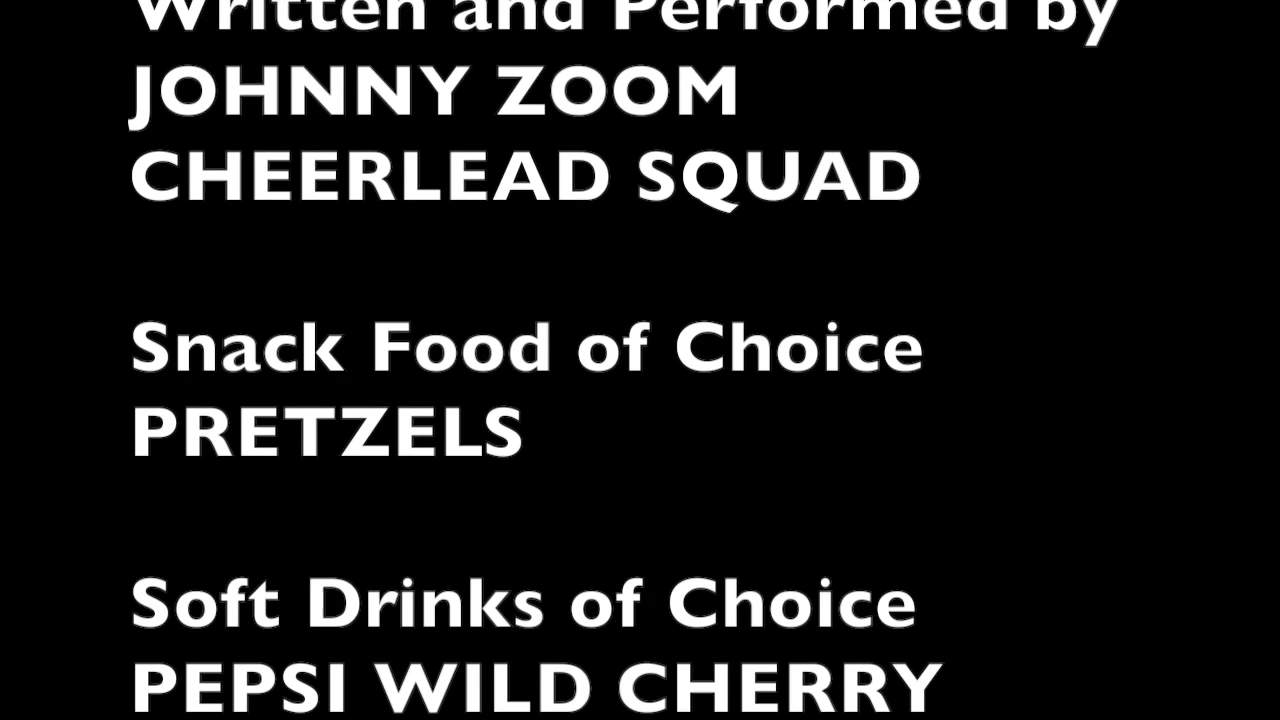 Written and Performed by
JOHNNY ZOOM
CHEERLEAD SQUAD
Snack Food of Choice
PRETZELS
Soft Drinks of Choice
PEPSI WILD CHERRY